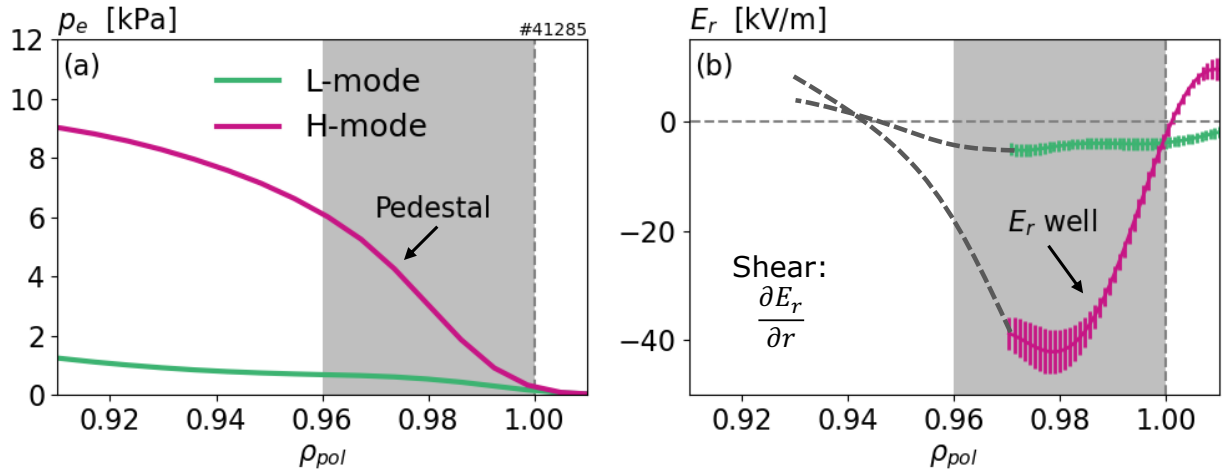 p_e [kPa]
#41285
12
10
8
6
4
2
0
(a)
L-mode
H-mode
Pedestal
0.92 0.94 0.96 0.98 1.00
ρ_pol
E_r [kV/m]
(b)
0
−20
−40
E_r well
Shear:
∂E_r
∂r
0.92 0.94 0.96 0.98 1.00
ρ_pol